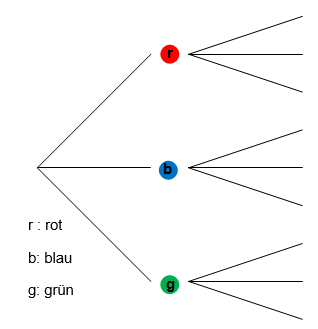 r
b
r : rot
b: blau
g
g: grün